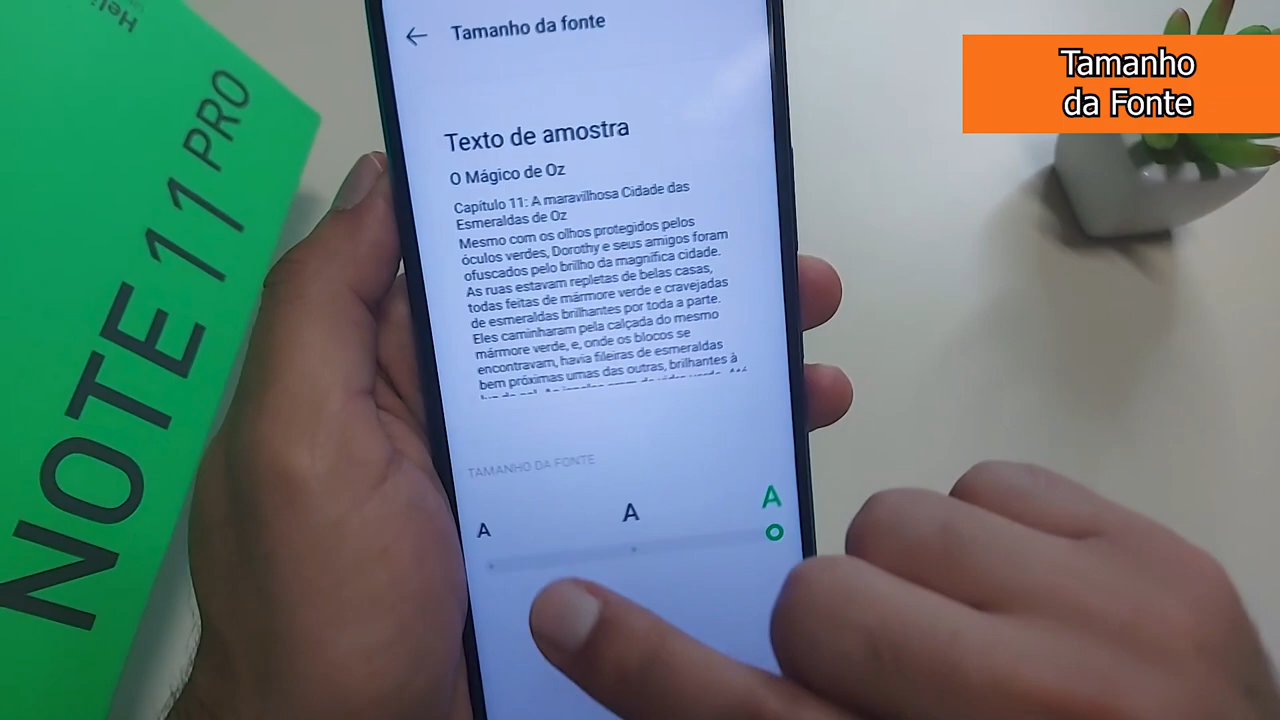 NOTE 11 PRO
Tamanho da fonte
Texto de amostra
O Mágico de Oz
Capítulo 11: A maravilhosa Cidade das
Esmeraldas de Oz
Mesmo com os olhos protegidos pelos
óculos verdes, Dorothy e seus amigos foram
ofuscados pelo brilho da magnífica cidade.
As ruas estavam repletas de belas casas,
todas feitas de mármore verde e cravejadas
de esmeraldas brilhantes por toda a parte.
Eles caminharam pela calçada do mesmo
mármore verde, e, onde os blocos se
encontravam, havia fileiras de esmeraldas
bem próximas umas das outras, brilhantes à
TAMANHO DA FONTE
A A A
Tamanho
da Fonte